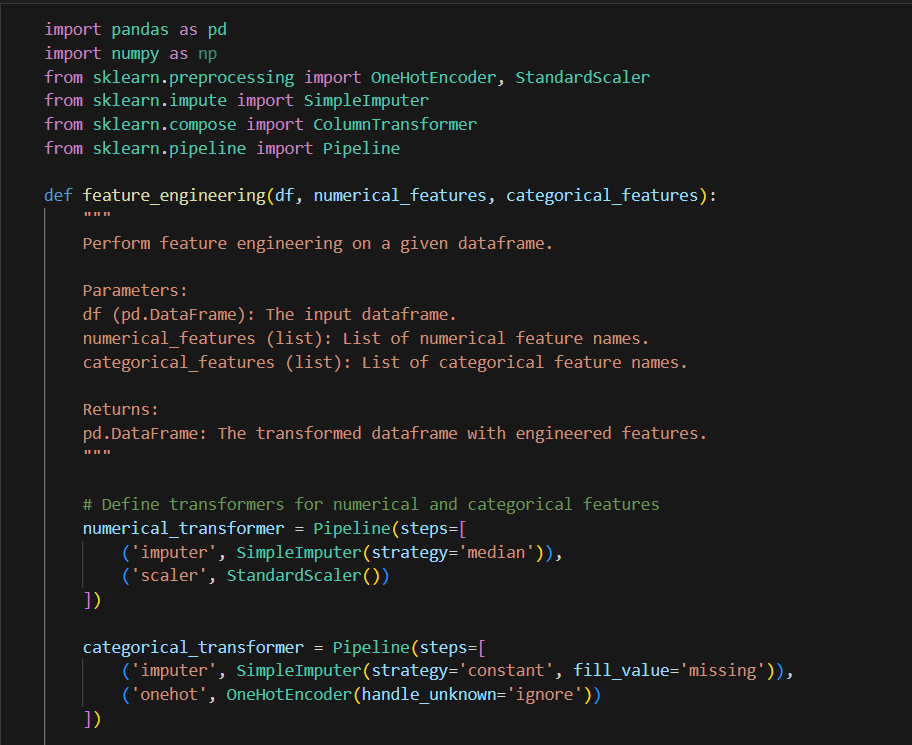 import pandas as pd
import numpy as np
from sklearn.preprocessing import OneHotEncoder, StandardScaler
from sklearn.impute import SimpleImputer
from sklearn.compose import ColumnTransformer
from sklearn.pipeline import Pipeline

def feature_engineering(df, numerical_features, categorical_features):
    """
    Perform feature engineering on a given dataframe.

    Parameters:
    df (pd.DataFrame): The input dataframe.
    numerical_features (list): List of numerical feature names.
    categorical_features (list): List of categorical feature names.

    Returns:
    pd.DataFrame: The transformed dataframe with engineered features.
    """

    # Define transformers for numerical and categorical features
    numerical_transformer = Pipeline(steps=[
        ('imputer', SimpleImputer(strategy='median')),
        ('scaler', StandardScaler())
    ])

    categorical_transformer = Pipeline(steps=[
        ('imputer', SimpleImputer(strategy='constant', fill_value='missing')),
        ('onehot', OneHotEncoder(handle_unknown='ignore'))
    ])